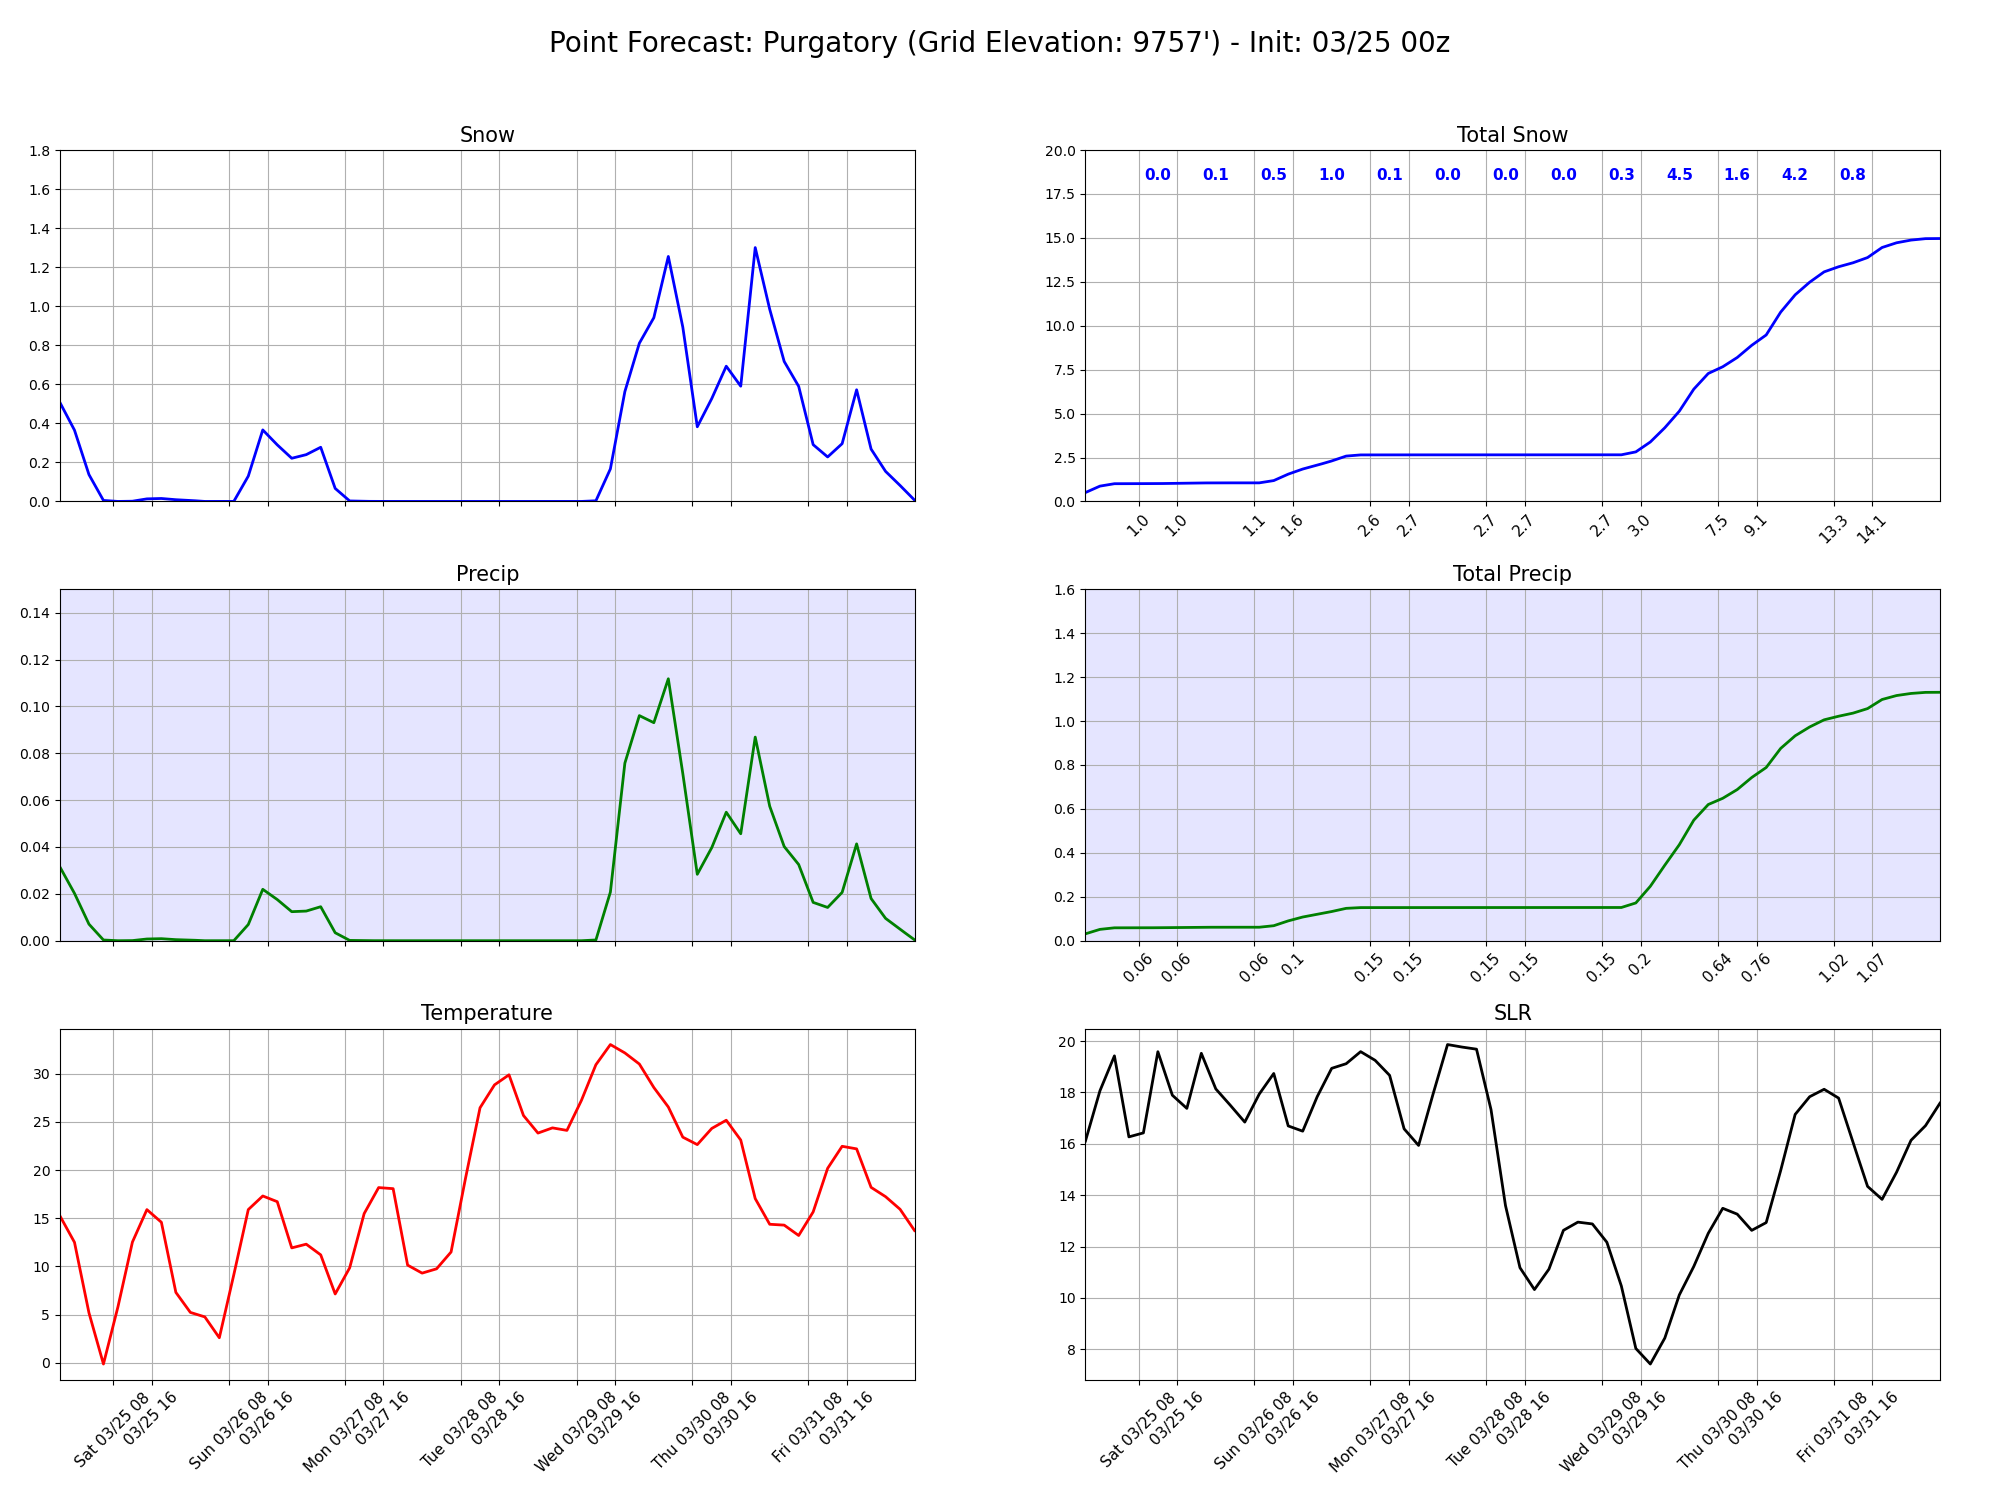 Point Forecast: Purgatory (Grid Elevation: 9757') - Init: 03/25 00z
Snow
1.8
1.6
1.4
1.2
1.0
0.8
0.6
0.4
0.2
0.0
Total Snow
20.0
17.5
15.0
12.5
10.0
7.5
5.0
2.5
0.0
0.0 0.1 0.5 1.0 0.1 0.0 0.0 0.0 0.3 4.5 1.6 4.2 0.8
1.0 1.0 1.1 1.6 2.6 2.7 2.7 2.7 2.7 3.0 7.5 9.1 13.3 14.1
Precip
0.14
0.12
0.10
0.08
0.06
0.04
0.02
0.00
Total Precip
1.6
1.4
1.2
1.0
0.8
0.6
0.4
0.2
0.0
0.06 0.06 0.06 0.1 0.15 0.15 0.15 0.15 0.15 0.2 0.64 0.76 1.02 1.07
Temperature
30
25
20
15
10
5
0
Sat 03/25 08
03/25 16
Sun 03/26 08
03/26 16
Mon 03/27 08
03/27 16
Tue 03/28 08
03/28 16
Wed 03/29 08
03/29 16
Thu 03/30 08
03/30 16
Fri 03/31 08
03/31 16
SLR
20
18
16
14
12
10
8
Sat 03/25 08
03/25 16
Sun 03/26 08
03/26 16
Mon 03/27 08
03/27 16
Tue 03/28 08
03/28 16
Wed 03/29 08
03/29 16
Thu 03/30 08
03/30 16
Fri 03/31 08
03/31 16